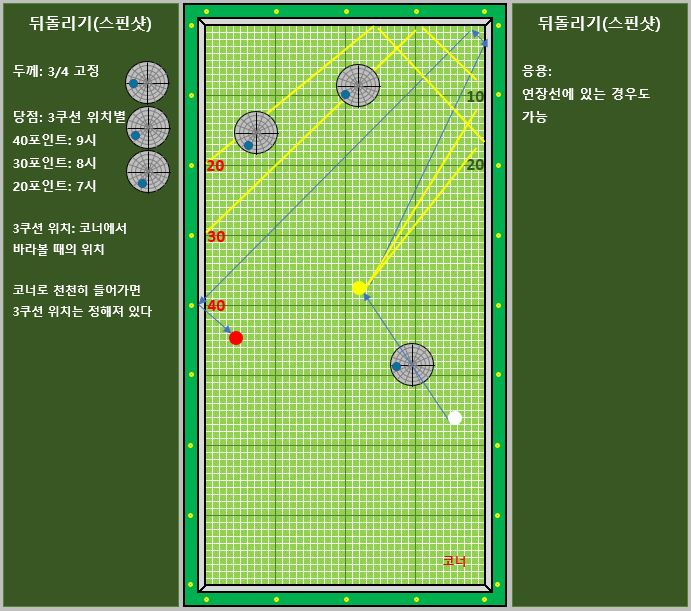 뒤돌리기(스핀샷)
두께: 3/4 고정
당점: 3쿠션 위치별
40포인트: 9시
30포인트: 8시
20포인트: 7시
3쿠션 위치: 코너에서
바라볼 때의 위치
코너로 천천히 들어가면
3쿠션 위치는 정해져 있다
10
20
20
30
40
코너
뒤돌리기(스핀샷)
응용:
연장선에 있는 경우도
가능